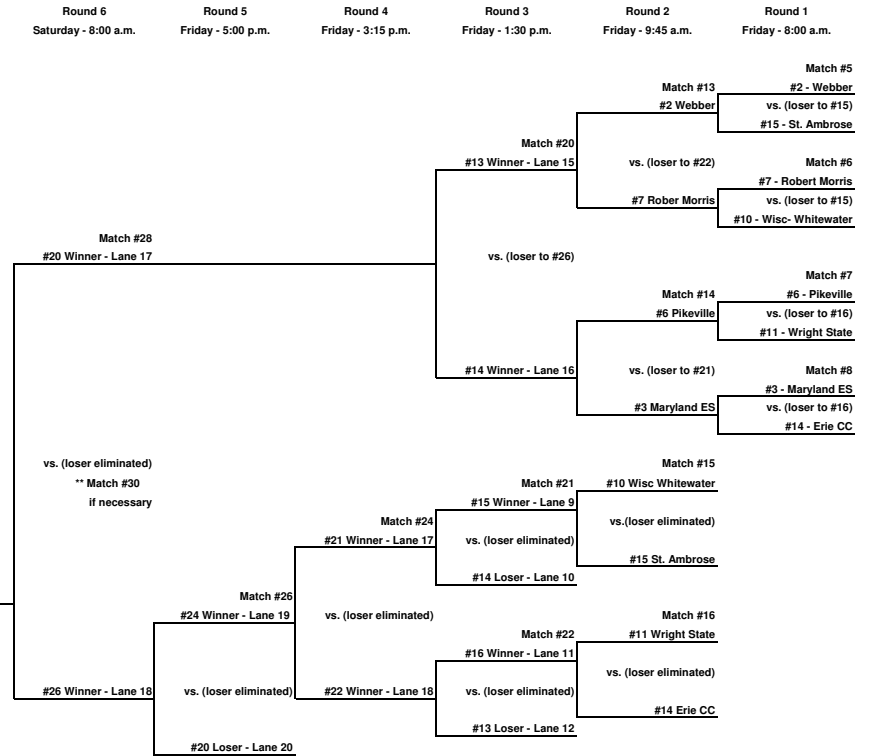 Round 6 Round 5 Round 4 Round 3 Round 2 Round 1
Saturday - 8:00 a.m. Friday - 5:00 p.m. Friday - 3:15 p.m. Friday - 1:30 p.m. Friday - 9:45 a.m. Friday - 8:00 a.m.
Match #5
Match #13 #2 - Webber
#2 Webber vs. (loser to #15)
#15 - St. Ambrose
Match #20
#13 Winner - Lane 15 vs. (loser to #22) Match #6
#7 - Robert Morris
#7 Rober Morris vs. (loser to #15)
#10 - Wisc- Whitewater
Match #28
#20 Winner - Lane 17 vs. (loser to #26)
Match #7
Match #14 #6 - Pikeville
#6 Pikeville vs. (loser to #16)
#11 - Wright State
#14 Winner - Lane 16 vs. (loser to #21) Match #8
#3 - Maryland ES
#3 Maryland ES vs. (loser to #16)
#14 - Erie CC
vs. (loser eliminated) Match #15
** Match #30 Match #21 #10 Wisc Whitewater
if necessary #15 Winner - Lane 9
Match #24 vs.(loser eliminated)
#21 Winner - Lane 17 vs. (loser eliminated)
#15 St. Ambrose
#14 Loser - Lane 10
Match #26
#24 Winner - Lane 19 vs. (loser eliminated) Match #16
Match #22 #11 Wright State
#16 Winner - Lane 11
vs. (loser eliminated)
#26 Winner - Lane 18 vs. (loser eliminated) #22 Winner - Lane 18 vs. (loser eliminated)
#14 Erie CC
#13 Loser - Lane 12
#20 Loser - Lane 20